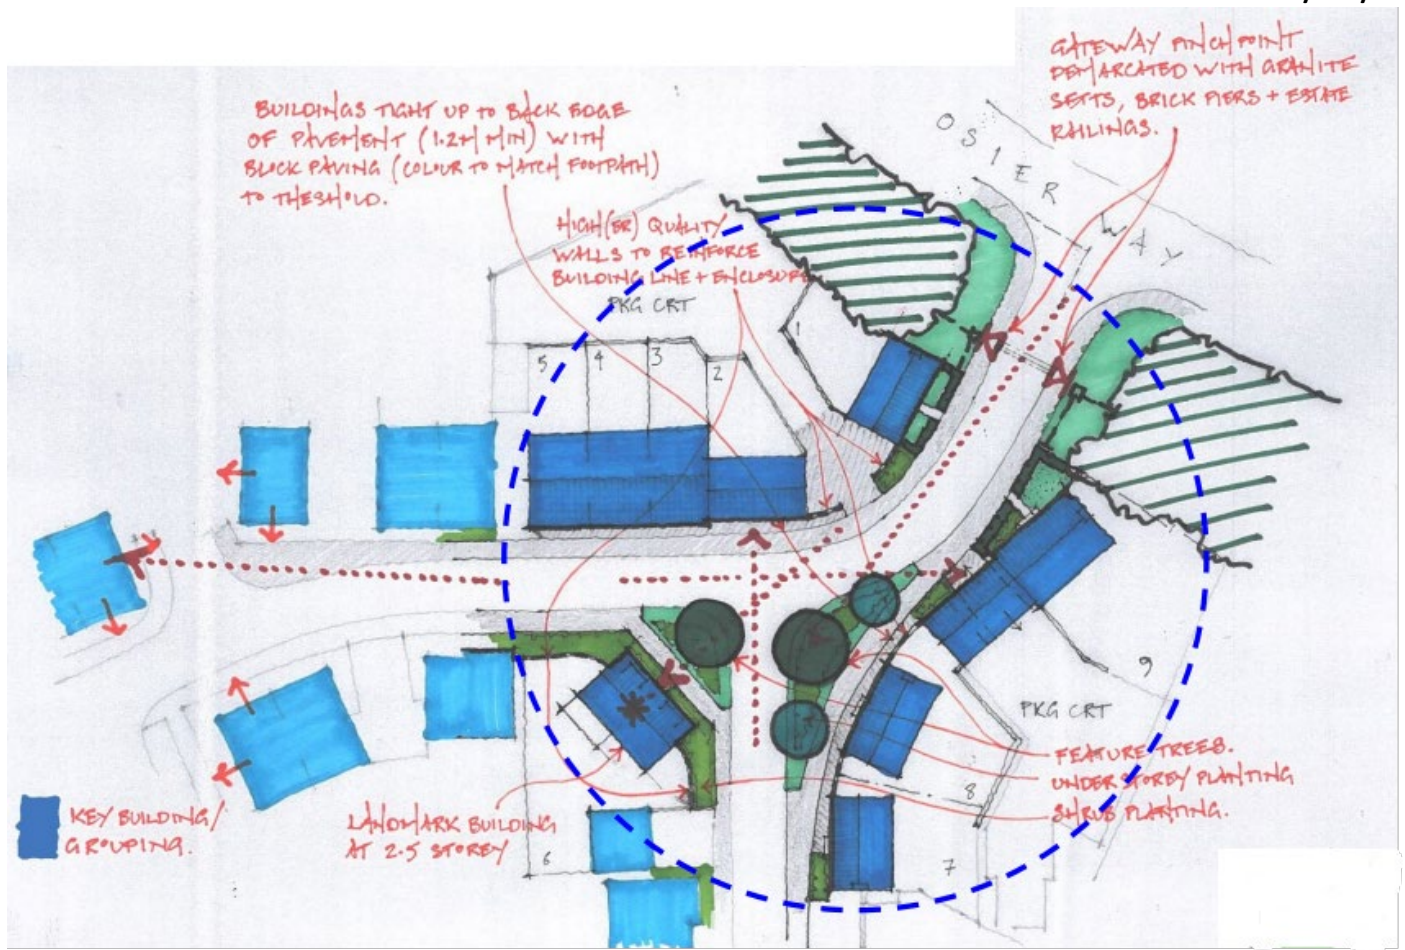 GATEWAY PINCHPOINT
DEMARCATED WITH GRANITE
SETTS, BRICK PIERS + ESTATE
RAILINGS.
BUILDINGS TIGHT UP TO BACK EDGE
OF PAVEMENT (1.2M MIN) WITH
BLOCK PAVING (COLOUR TO MATCH FOOTPATH)
TO THESHOLD.
OSIER WAY
HIGH(ER) QUALITY
WALLS TO REINFORCE
BUILDING LINE + ENCLOSURE
PKG CRT
1
5
4
3
2
9
PKG CRT
FEATURE TREES.
UNDERSTOREY PLANTING
SHRUB PLANTING.
8
7
6
LANDMARK BUILDING
AT 2.5 STOREY
KEY BUILDING/
GROUPING.